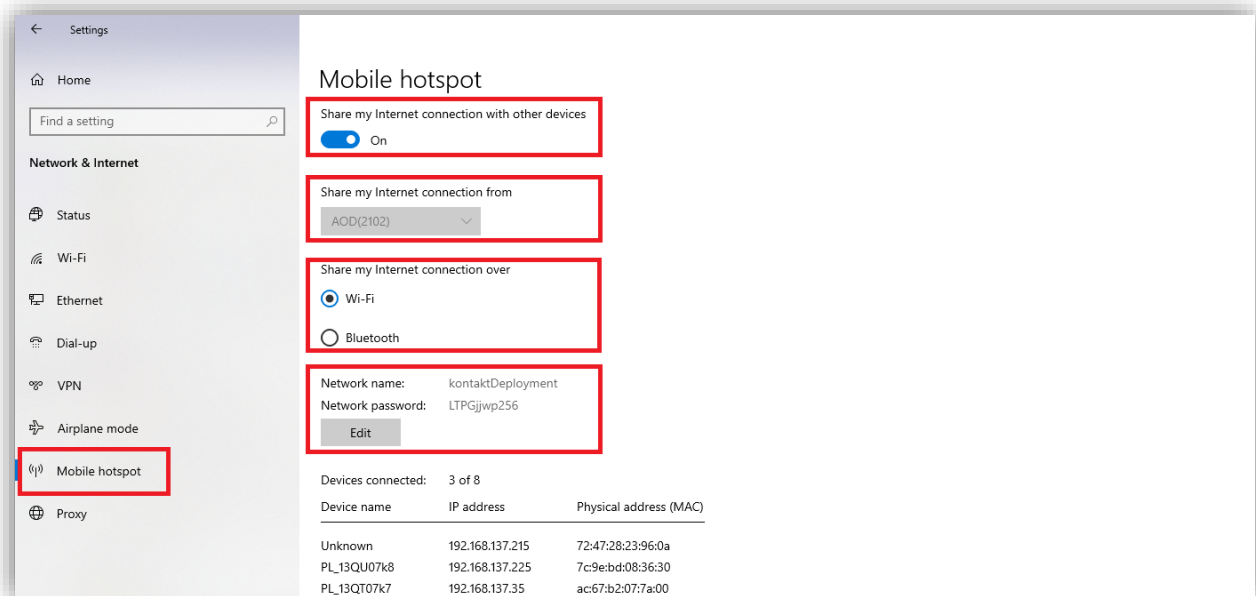 Settings
Home
Find a setting
Network & Internet
Status
Wi-Fi
Ethernet
Dial-up
VPN
Airplane mode
Mobile hotspot
Proxy
Mobile hotspot
Share my Internet connection with other devices
On
Share my Internet connection from
AOD(2102)
Share my Internet connection over
Wi-Fi
Bluetooth
Network name: kontaktDeployment
Network password: LTPGjjwp256
Edit
Devices connected: 3 of 8
Device name IP address Physical address (MAC)
Unknown 192.168.137.215 72:47:28:23:96:0a
PL_13QU07k8 192.168.137.225 7c:9e:bd:08:36:30
PL_13QT07k7 192.168.137.35 ac:67:b2:07:7a:00